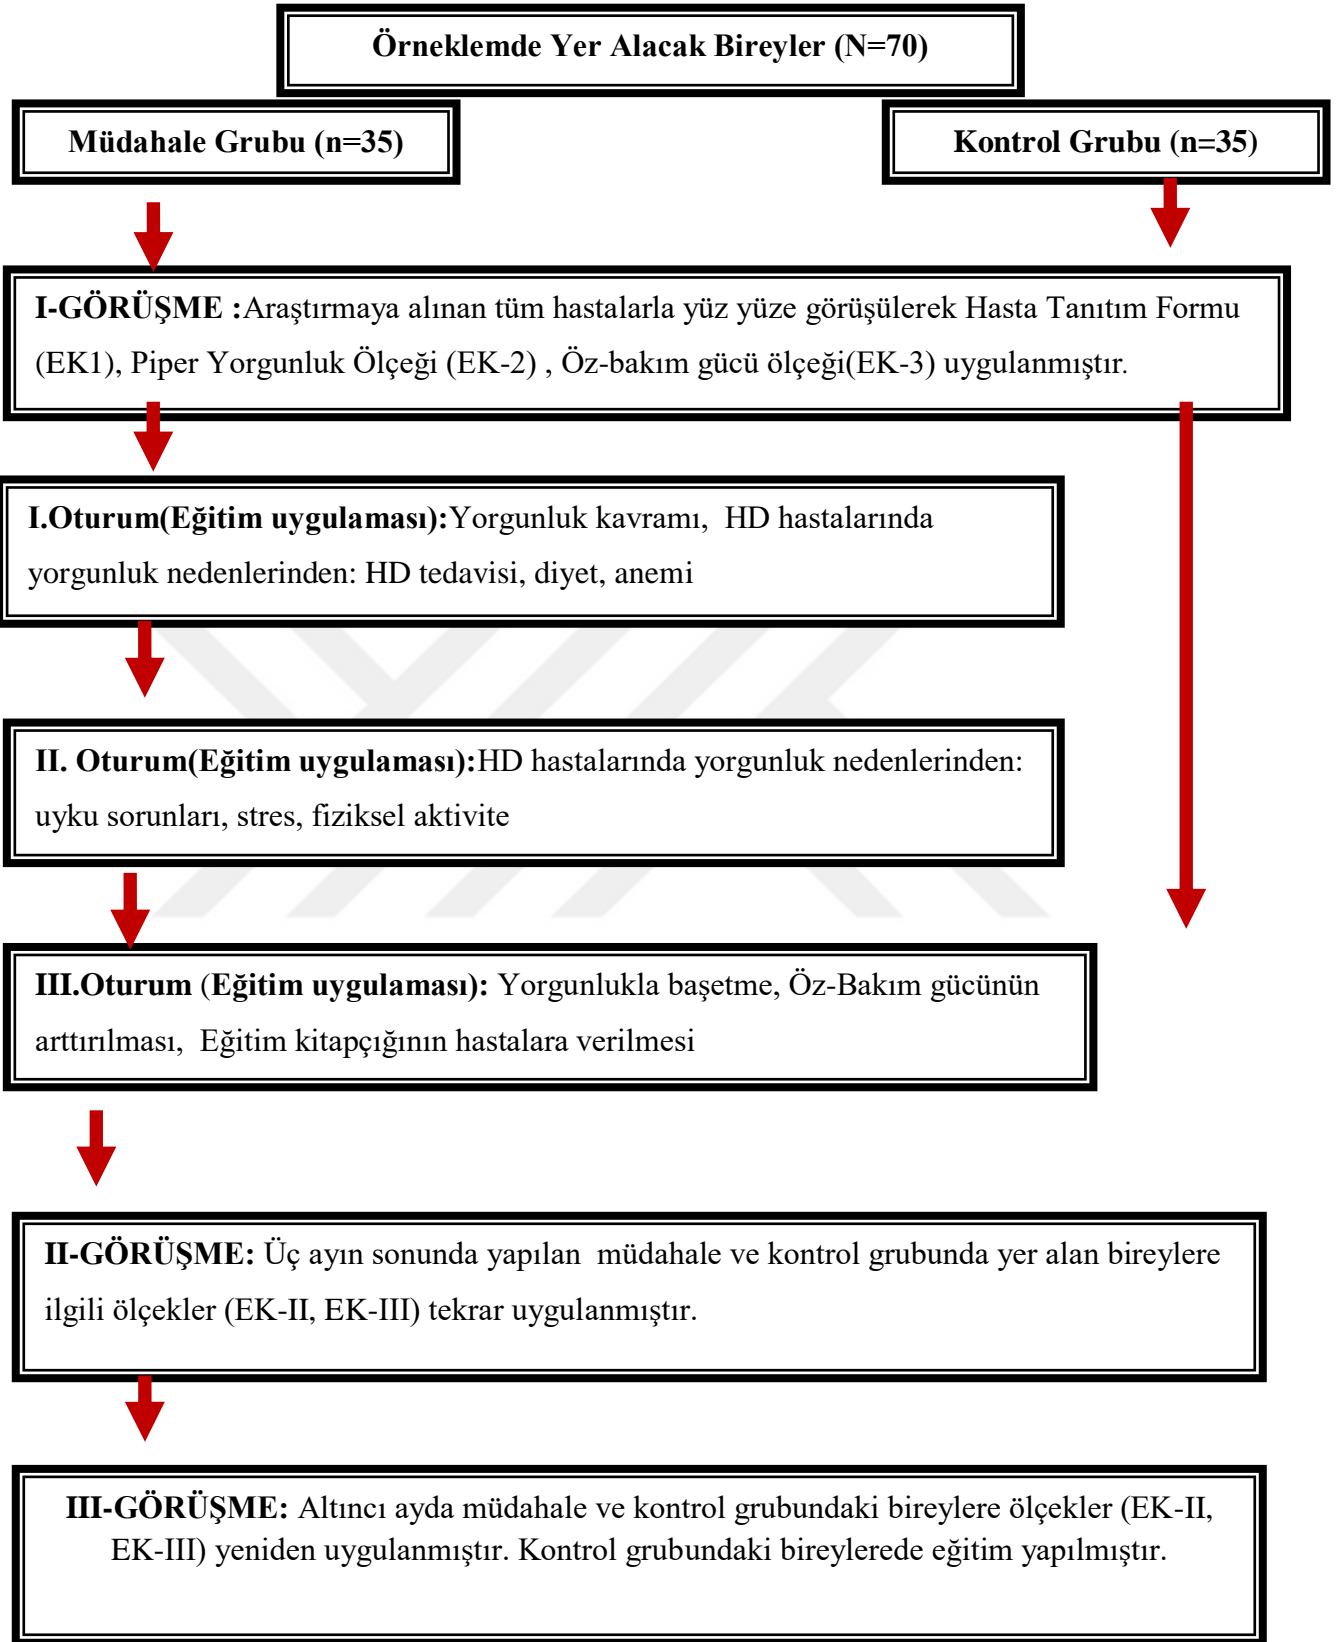 Örneklemde Yer Alacak Bireyler (N=70)
Müdahale Grubu (n=35)
Kontrol Grubu (n=35)
I-GÖRÜŞME :Araştırmaya alınan tüm hastalarla yüz yüze görüşülerek Hasta Tanıtım Formu
(EK1), Piper Yorgunluk Ölçeği (EK-2) , Öz-bakım gücü ölçeği(EK-3) uygulanmıştır.
I.Oturum(Eğitim uygulaması):Yorgunluk kavramı, HD hastalarında
yorgunluk nedenlerinden: HD tedavisi, diyet, anemi
II. Oturum(Eğitim uygulaması):HD hastalarında yorgunluk nedenlerinden:
uyku sorunları, stres, fiziksel aktivite
III.Oturum (Eğitim uygulaması): Yorgunlukla başetme, Öz-Bakım gücünün
arttırılması, Eğitim kitapçığının hastalara verilmesi
II-GÖRÜŞME: Üç ayın sonunda yapılan müdahale ve kontrol grubunda yer alan bireylere
ilgili ölçekler (EK-II, EK-III) tekrar uygulanmıştır.
III-GÖRÜŞME: Altıncı ayda müdahale ve kontrol grubundaki bireylere ölçekler (EK-II,
EK-III) yeniden uygulanmıştır. Kontrol grubundaki bireylerede eğitim yapılmıştır.